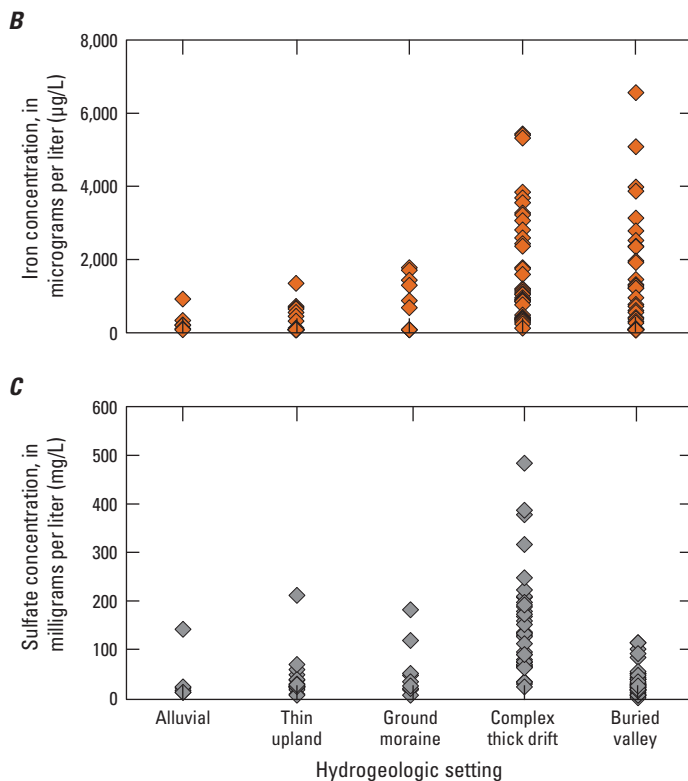 B
8,000
6,000
4,000
2,000
0
Iron concentration, in
micrograms per liter (µg/L)
C
600
500
400
300
200
100
0
Sulfate concentration, in
milligrams per liter (mg/L)
Alluvial
Thin
upland
Ground
moraine
Complex
thick drift
Buried
valley
Hydrogeologic setting